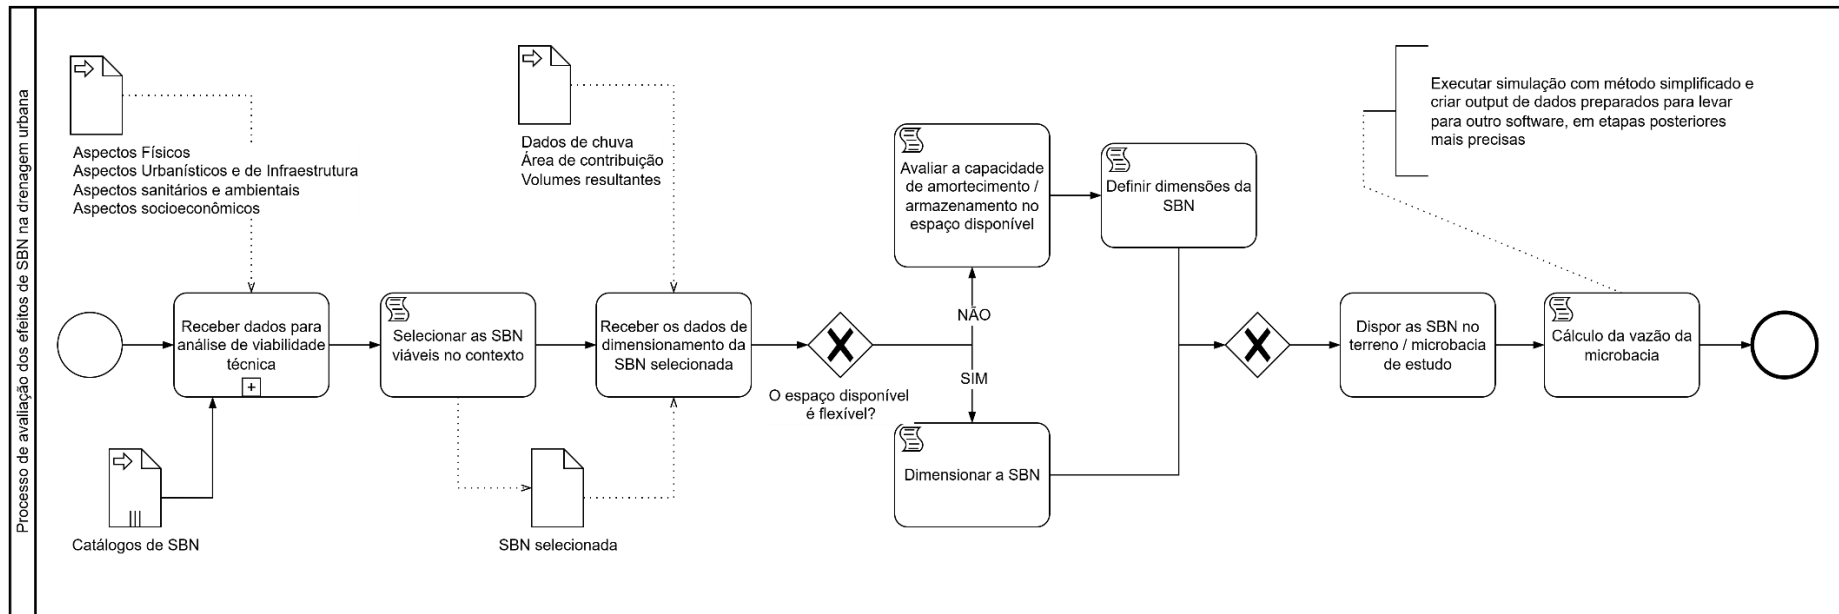 Processo de avaliação dos efeitos de SBN na drenagem urbana
Aspectos Físicos
Aspectos Urbanísticos e de Infraestrutura
Aspectos sanitários e ambientais
Aspectos socioeconômicos
Dados de chuva
Área de contribuição
Volumes resultantes
Executar simulação com método simplificado e
criar output de dados preparados para levar
para outro software, em etapas posteriores
mais precisas
Receber dados para
análise de viabilidade
técnica
Catálogos de SBN
Selecionar as SBN
viáveis no contexto
SBN selecionada
Receber os dados de
dimensionamento da
SBN selecionada
O espaço disponível
é flexível?
NÃO
Avaliar a capacidade
de amortecimento /
armazenamento no
espaço disponível
Definir dimensões da
SBN
SIM
Dimensionar a SBN
Dispor as SBN no
terreno / microbacia
de estudo
Cálculo da vazão da
microbacia